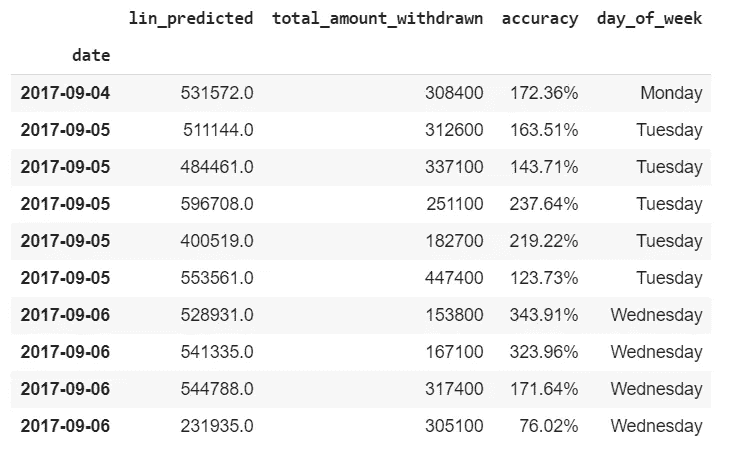 lin_predicted total_amount_withdrawn accuracy day_of_week
date
2017-09-04 531572.0 308400 172.36% Monday
2017-09-05 511144.0 312600 163.51% Tuesday
2017-09-05 484461.0 337100 143.71% Tuesday
2017-09-05 596708.0 251100 237.64% Tuesday
2017-09-05 400519.0 182700 219.22% Tuesday
2017-09-05 553561.0 447400 123.73% Tuesday
2017-09-06 528931.0 153800 343.91% Wednesday
2017-09-06 541335.0 167100 323.96% Wednesday
2017-09-06 544788.0 317400 171.64% Wednesday
2017-09-06 231935.0 305100 76.02% Wednesday